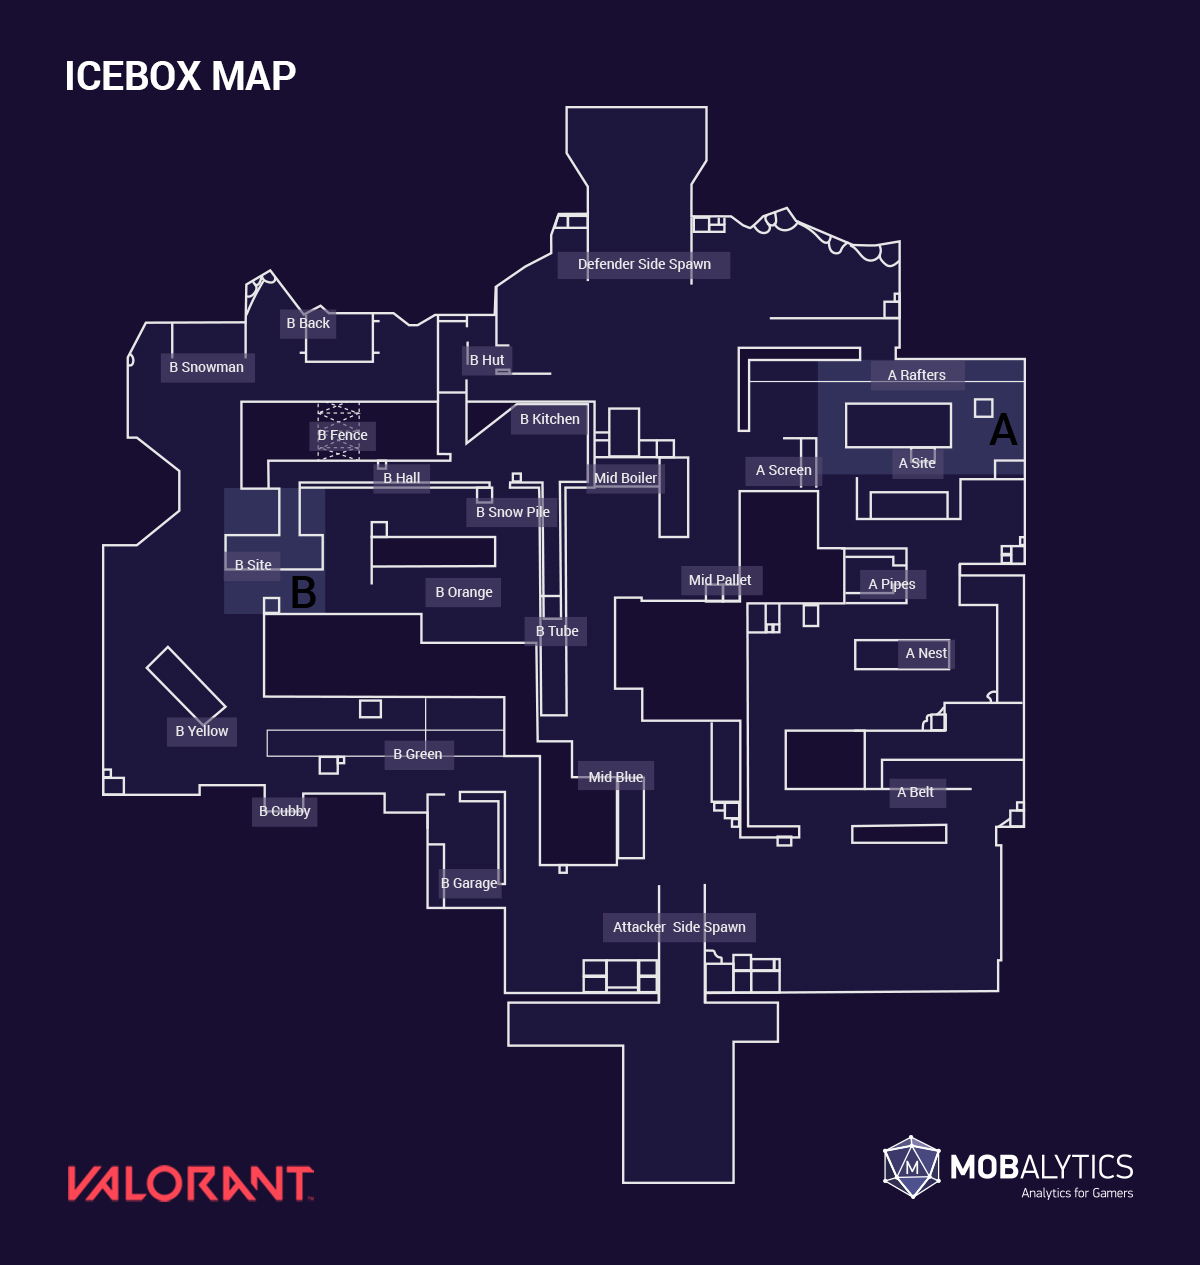 ICEBOX MAP
Defender Side Spawn
B Back
B Snowman
B Hut
A Rafters
B Kitchen
B Fence
A
A Site
A Screen
B Hall
Mid Boiler
B Snow Pile
B Site
B
B Orange
Mid Pallet
A Pipes
B Tube
A Nest
B Yellow
B Green
Mid Blue
A Belt
B Cubby
B Garage
Attacker Side Spawn
VALORANT
M
MOBALYTICS
Analytics for Gamers